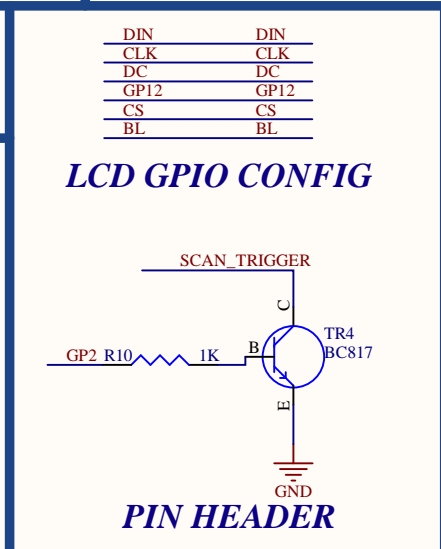 DIN DIN
CLK CLK
DC DC
GP12 GP12
CS CS
BL BL
LCD GPIO CONFIG
SCAN_TRIGGER
C
TR4
BC817
GP2 R10 1K B
E
GND
PIN HEADER